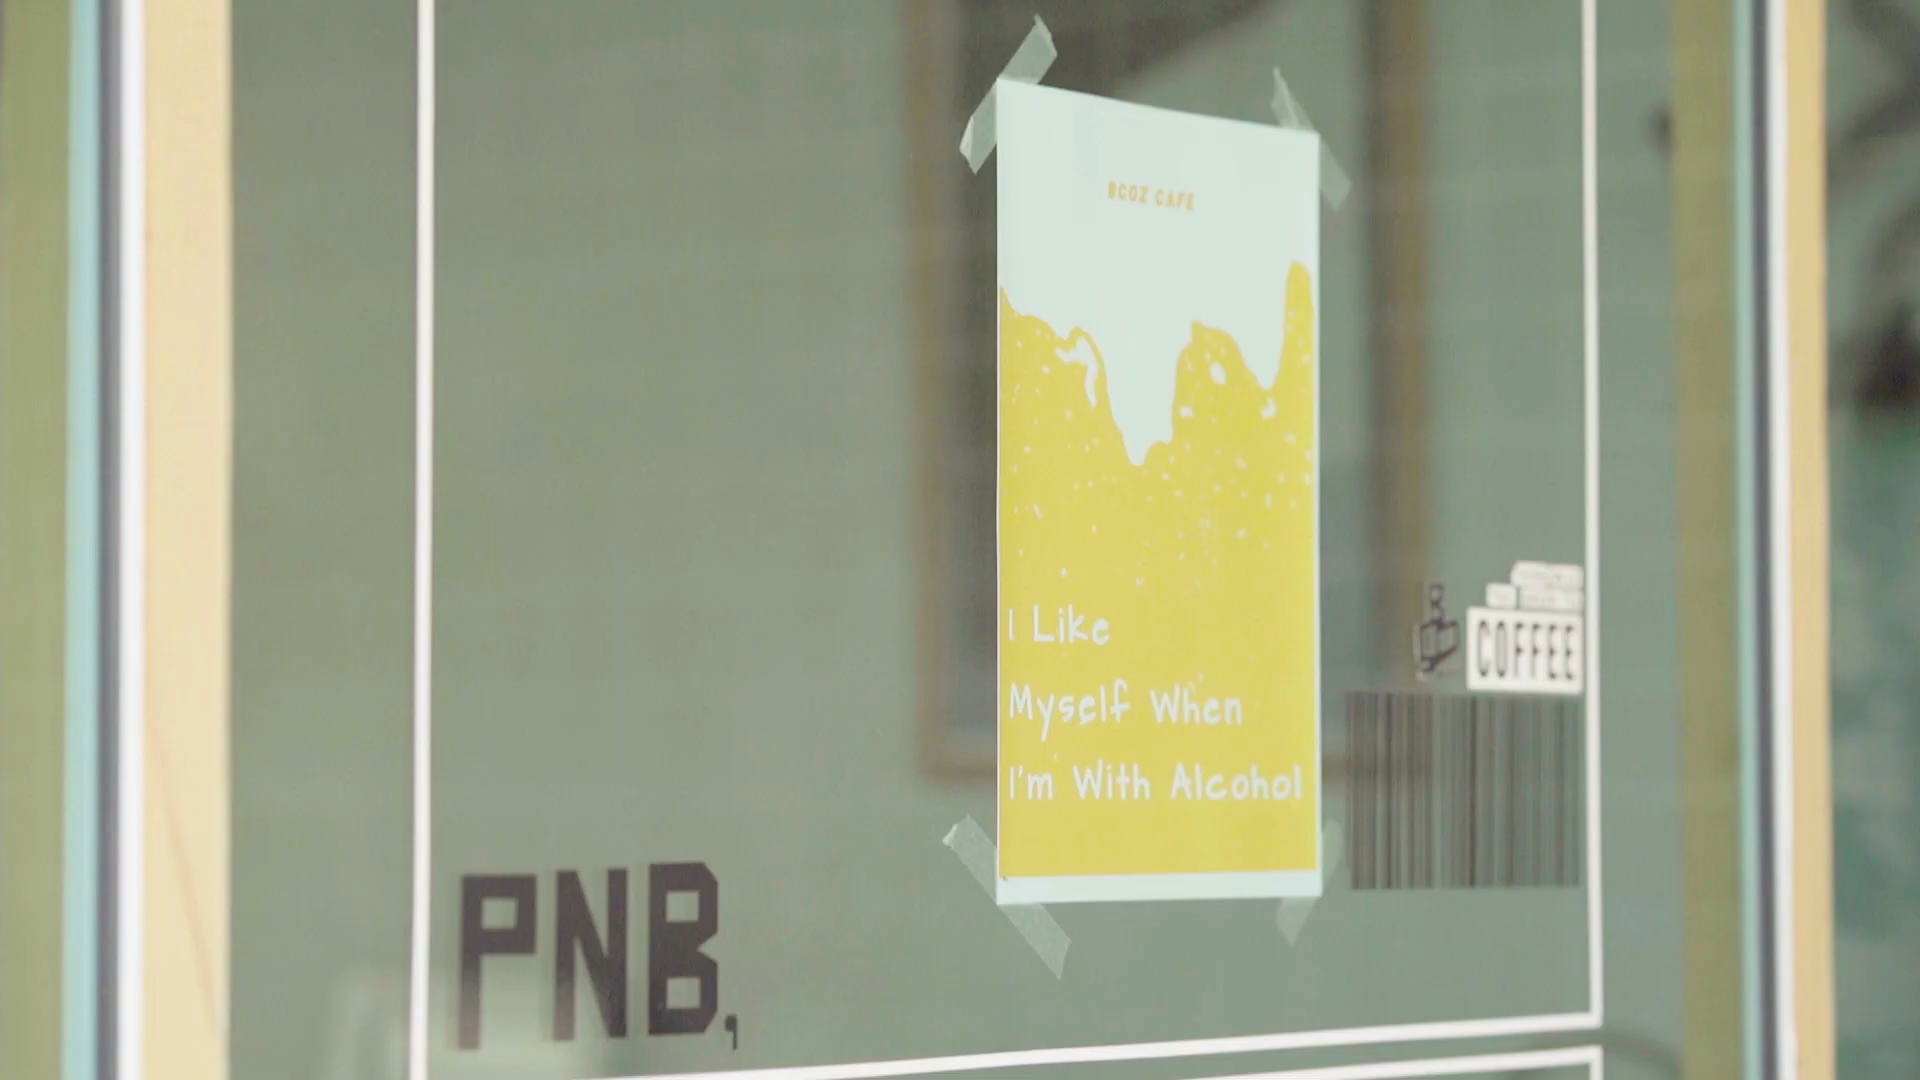 BCOZ CAFE
I Like
Myself When
I'm With Alcohol
COFFEE
PNB,